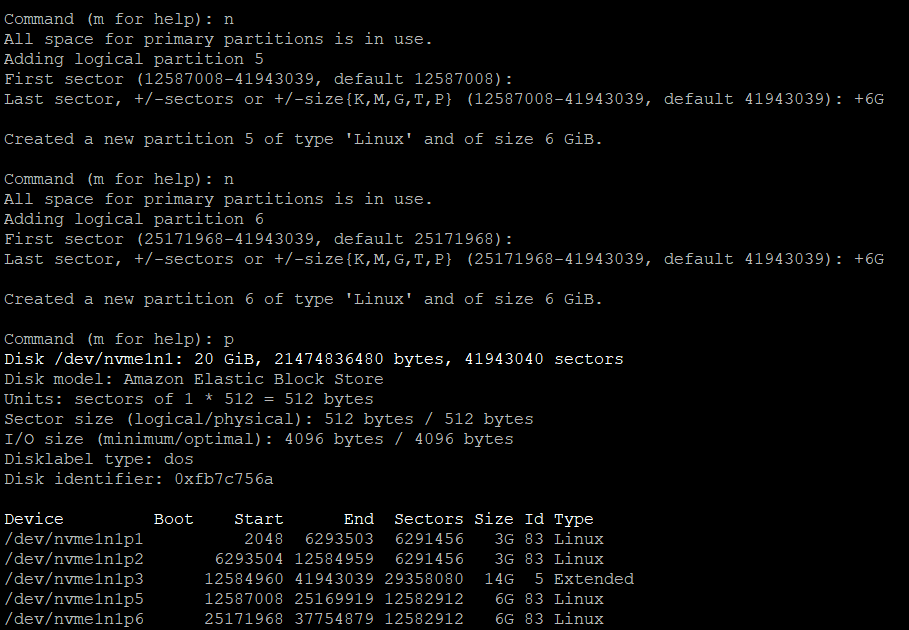 Command (m for help): n
All space for primary partitions is in use.
Adding logical partition 5
First sector (12587008-41943039, default 12587008):
Last sector, +/-sectors or +/-size{K,M,G,T,P} (12587008-41943039, default 41943039): +6G
Created a new partition 5 of type 'Linux' and of size 6 GiB.
Command (m for help): n
All space for primary partitions is in use.
Adding logical partition 6
First sector (25171968-41943039, default 25171968):
Last sector, +/-sectors or +/-size{K,M,G,T,P} (25171968-41943039, default 41943039): +6G
Created a new partition 6 of type 'Linux' and of size 6 GiB.
Command (m for help): p
Disk /dev/nvme1n1: 20 GiB, 21474836480 bytes, 41943040 sectors
Disk model: Amazon Elastic Block Store
Units: sectors of 1 * 512 = 512 bytes
Sector size (logical/physical): 512 bytes / 512 bytes
I/O size (minimum/optimal): 4096 bytes / 4096 bytes
Disklabel type: dos
Disk identifier: 0xfb7c756a
Device         Boot    Start      End  Sectors Size Id Type
/dev/nvme1n1p1          2048  6293503  6291456   3G 83 Linux
/dev/nvme1n1p2       6293504 12584959  6291456   3G 83 Linux
/dev/nvme1n1p3      12584960 41943039 29358080  14G  5 Extended
/dev/nvme1n1p5      12587008 25169919 12582912   6G 83 Linux
/dev/nvme1n1p6      25171968 37754879 12582912   6G 83 Linux